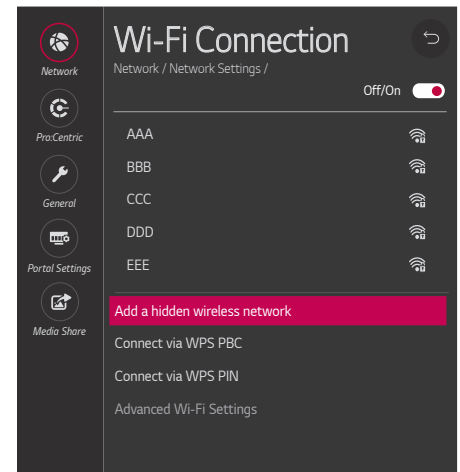 Wi-Fi Connection
Network / Network Settings /
Off/On
Network
Pro:Centric
General
Portal Settings
Media Share
AAA
BBB
CCC
DDD
EEE
Add a hidden wireless network
Connect via WPS PBC
Connect via WPS PIN
Advanced Wi-Fi Settings